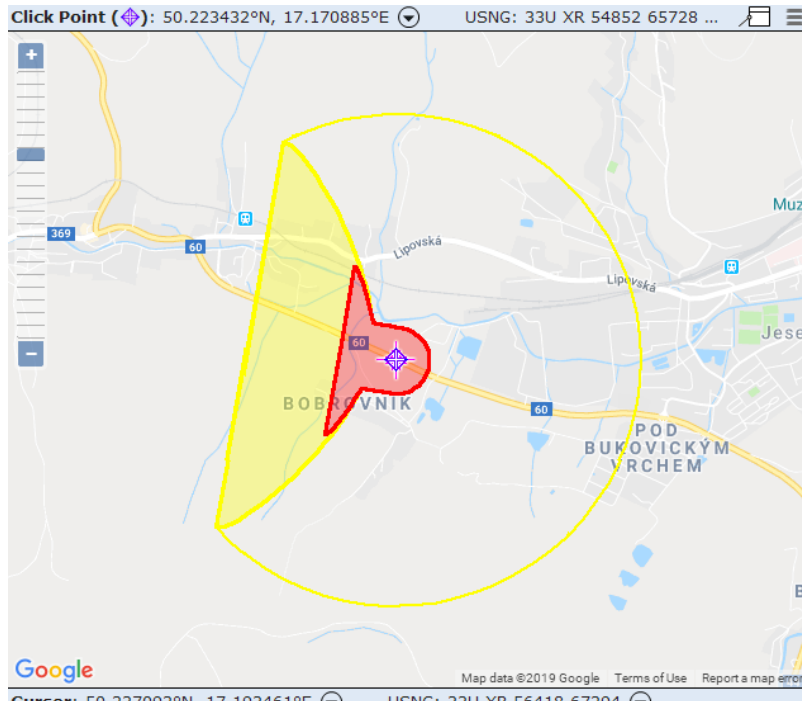 Click Point ( ): 50.223432°N, 17.170885°E USNG: 33U XR 54852 65728 ...
Muz
369
60
Lipovská
Lipovská
Jese
60
BOBROVNÍK
60
POD
BUKOVICKÝM
VRCHEM
B
Google
Map data ©2019 Google Terms of Use Report a map error